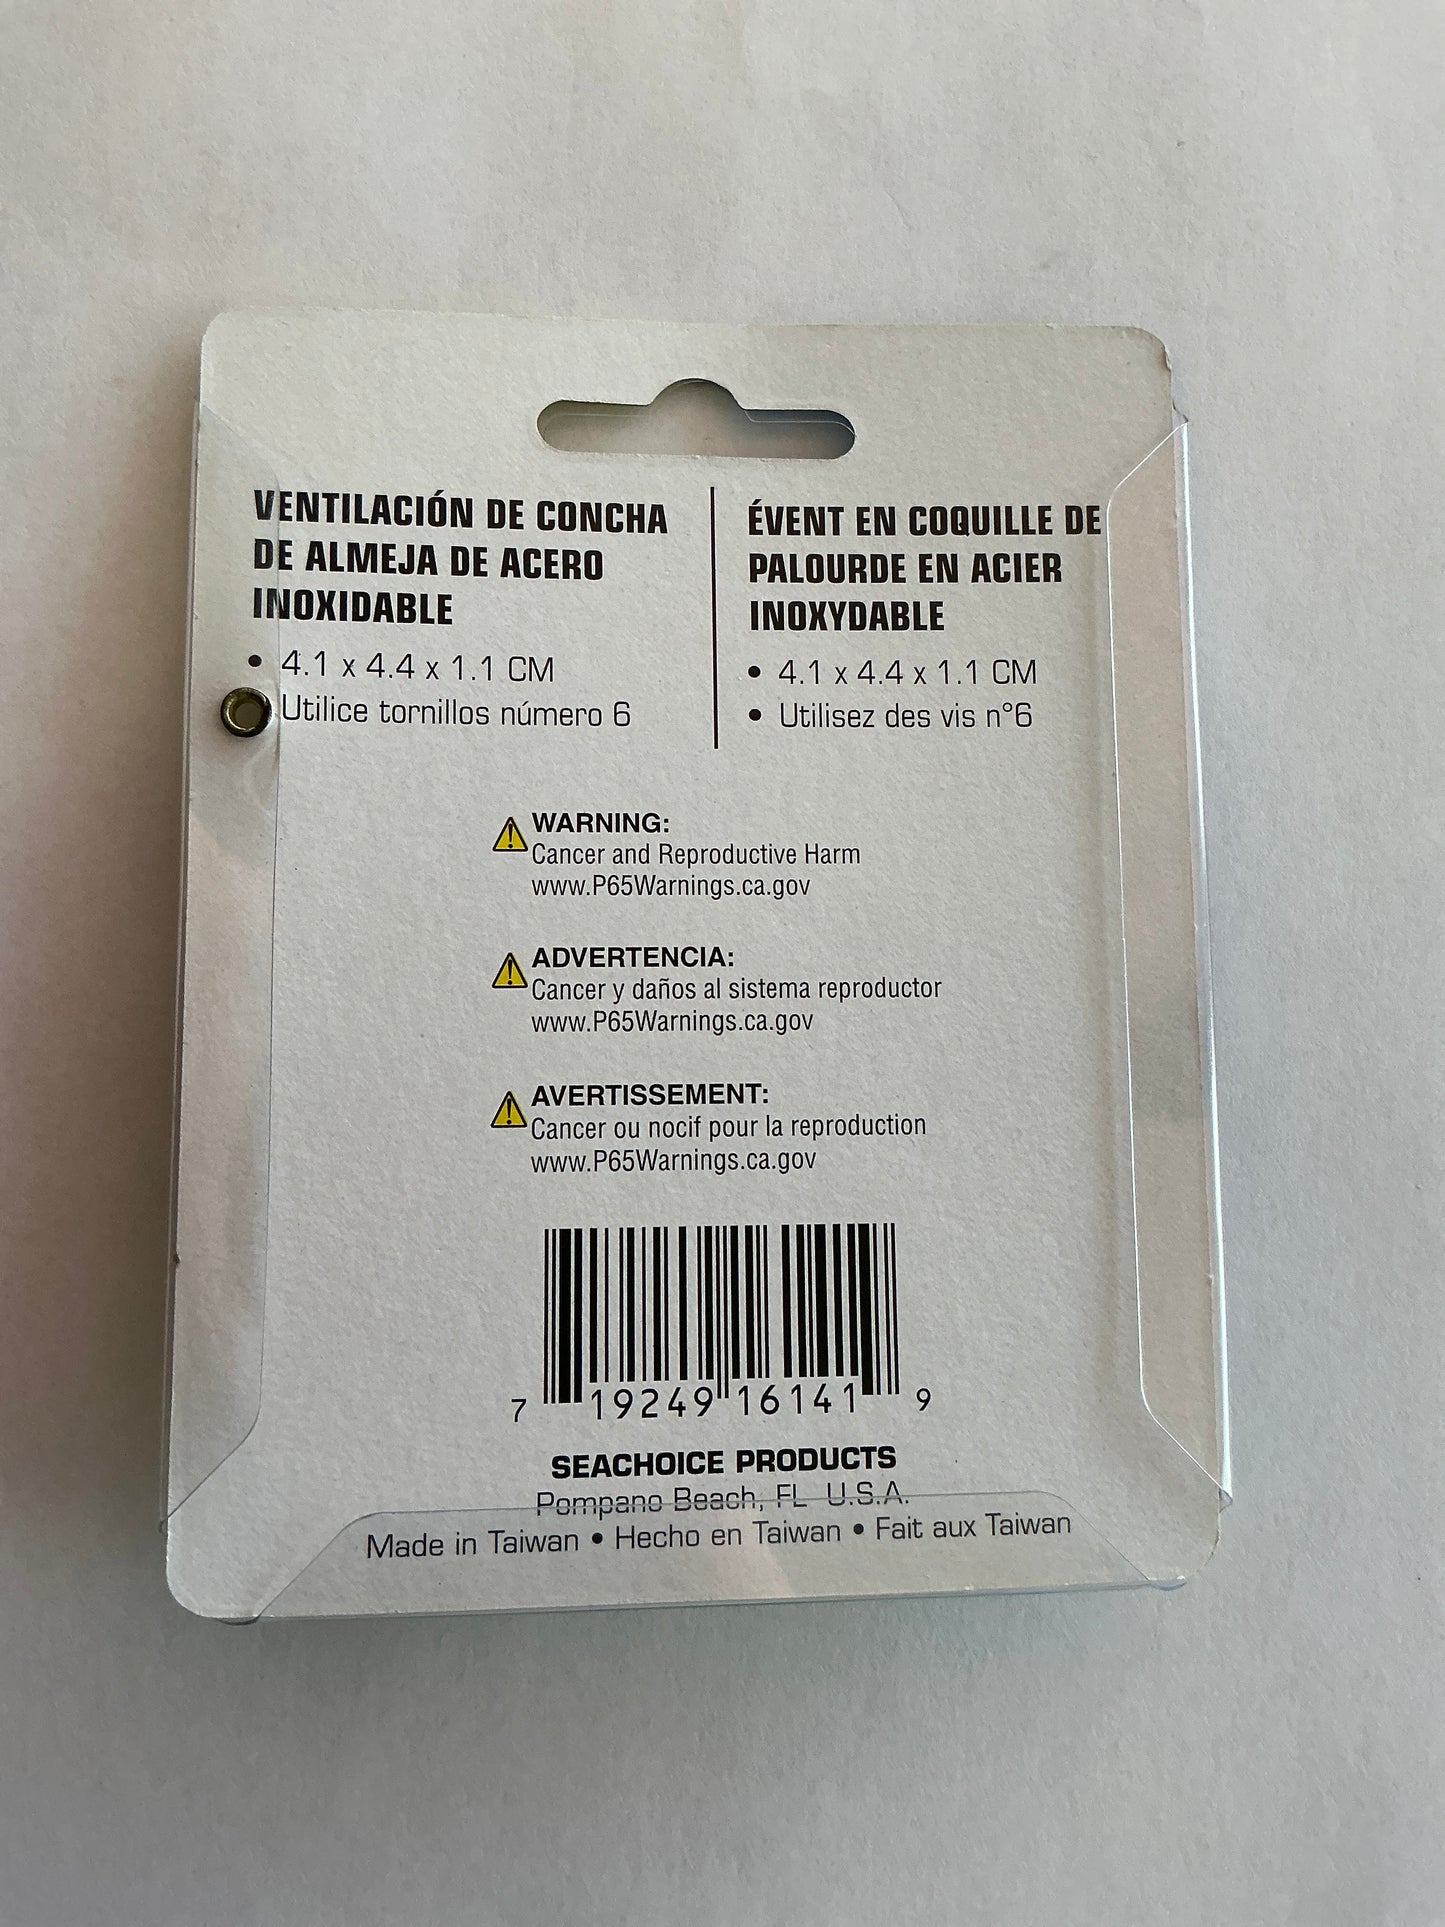 VENTILACIÓN DE CONCHA
DE ALMEJA DE ACERO
INOXIDABLE
• 4.1 x 4.4 x 1.1 CM
Utilice tornillos número 6
ÉVENT EN COQUILLE DE
PALOURDE EN ACIER
INOXYDABLE
• 4.1 x 4.4 x 1.1 CM
• Utilisez des vis n°6
WARNING:
Cancer and Reproductive Harm
www.P65Warnings.ca.gov
ADVERTENCIA:
Cancer y daños al sistema reproductor
www.P65Warnings.ca.gov
AVERTISSEMENT:
Cancer ou nocif pour la reproduction
www.P65Warnings.ca.gov
7 19249 16141 9
SEACHOICE PRODUCTS
Pompano Beach, FL U.S.A.
Made in Taiwan • Hecho en Taiwan • Fait aux Taiwan